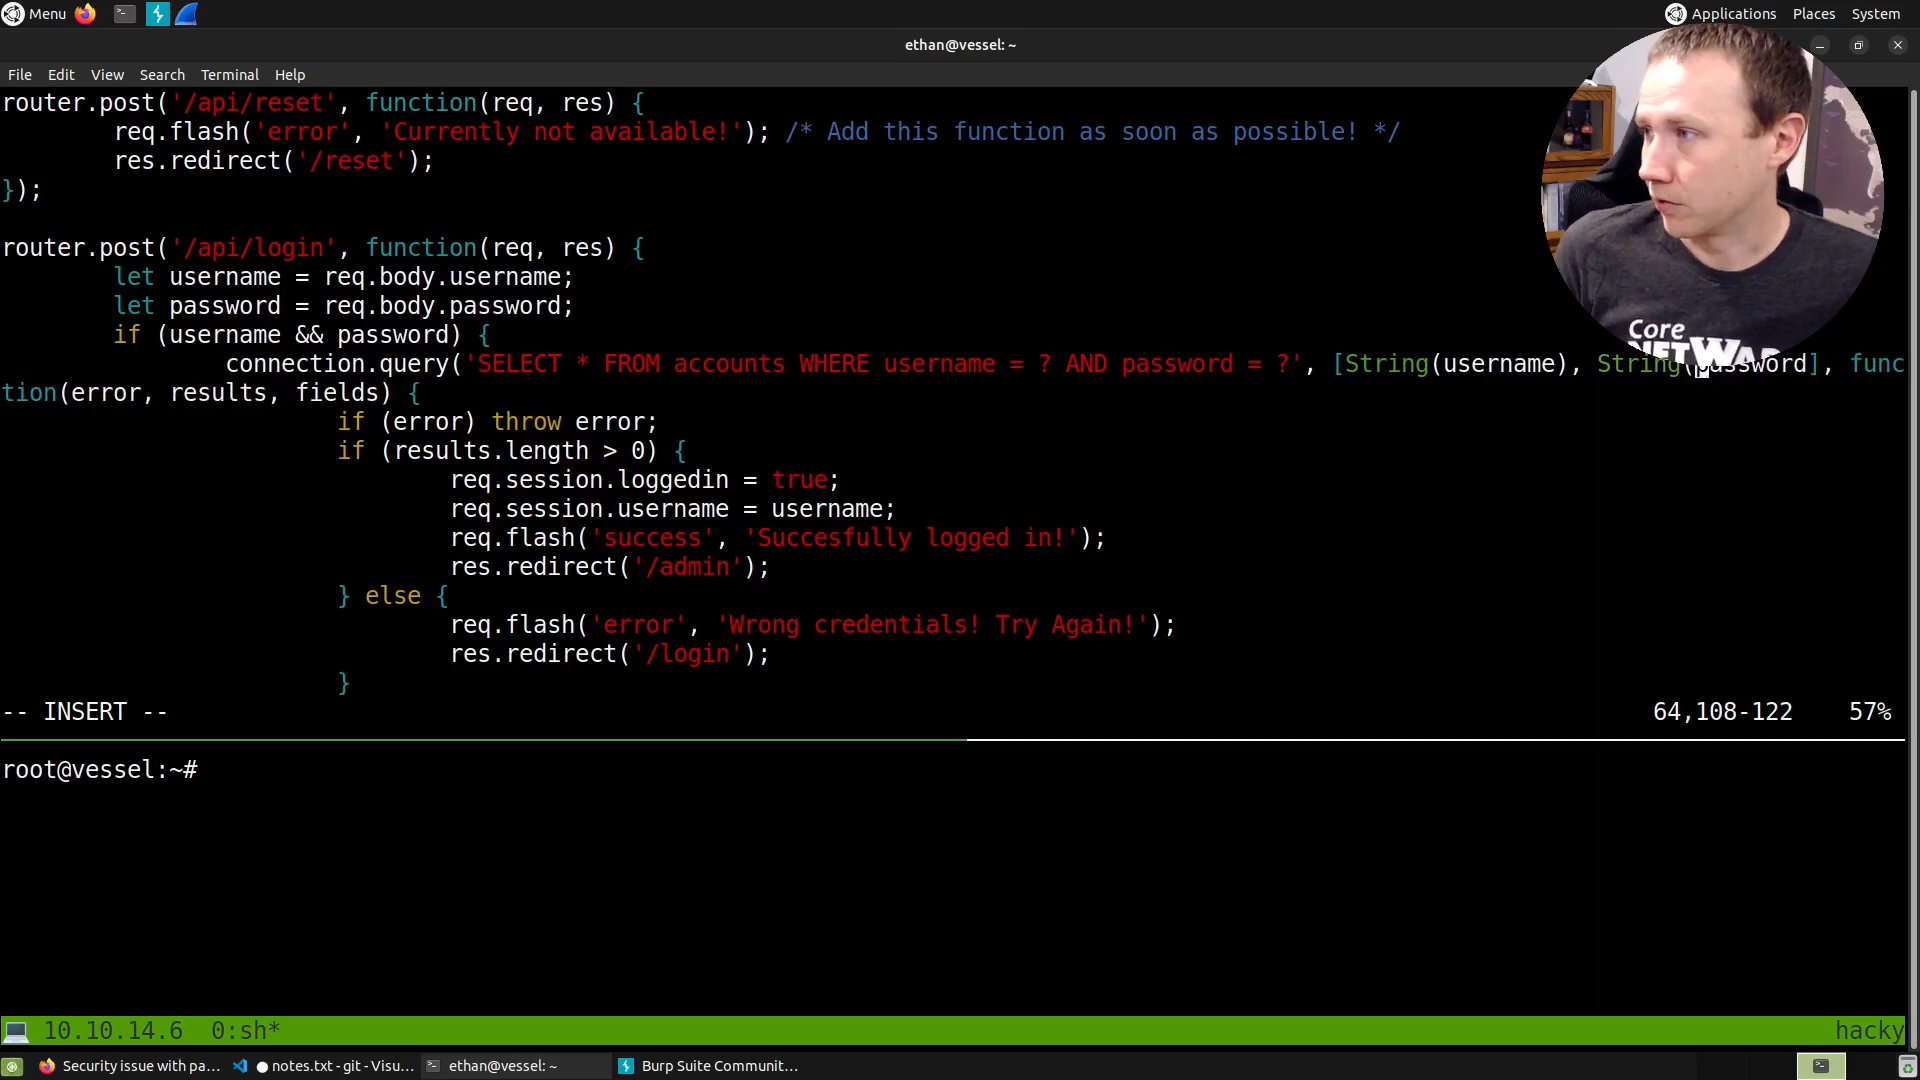 Menu
Applications Places System
ethan@vessel: ~
File Edit View Search Terminal Help
router.post('/api/reset', function(req, res) {
req.flash('error', 'Currently not available!'); /* Add this function as soon as possible! */
res.redirect('/reset');
});
router.post('/api/login', function(req, res) {
let username = req.body.username;
let password = req.body.password;
if (username && password) {
connection.query('SELECT * FROM accounts WHERE username = ? AND password = ?', [String(username), String(password], func
tion(error, results, fields) {
if (error) throw error;
if (results.length > 0) {
req.session.loggedin = true;
req.session.username = username;
req.flash('success', 'Succesfully logged in!');
res.redirect('/admin');
} else {
req.flash('error', 'Wrong credentials! Try Again!');
res.redirect('/login');
}
Core
-- INSERT -- 64,108-122 57%
root@vessel:~#
10.10.14.6 0:sh* hacky
Security issue with pa... ● notes.txt - git - Visu... ethan@vessel: ~ Burp Suite Communit...